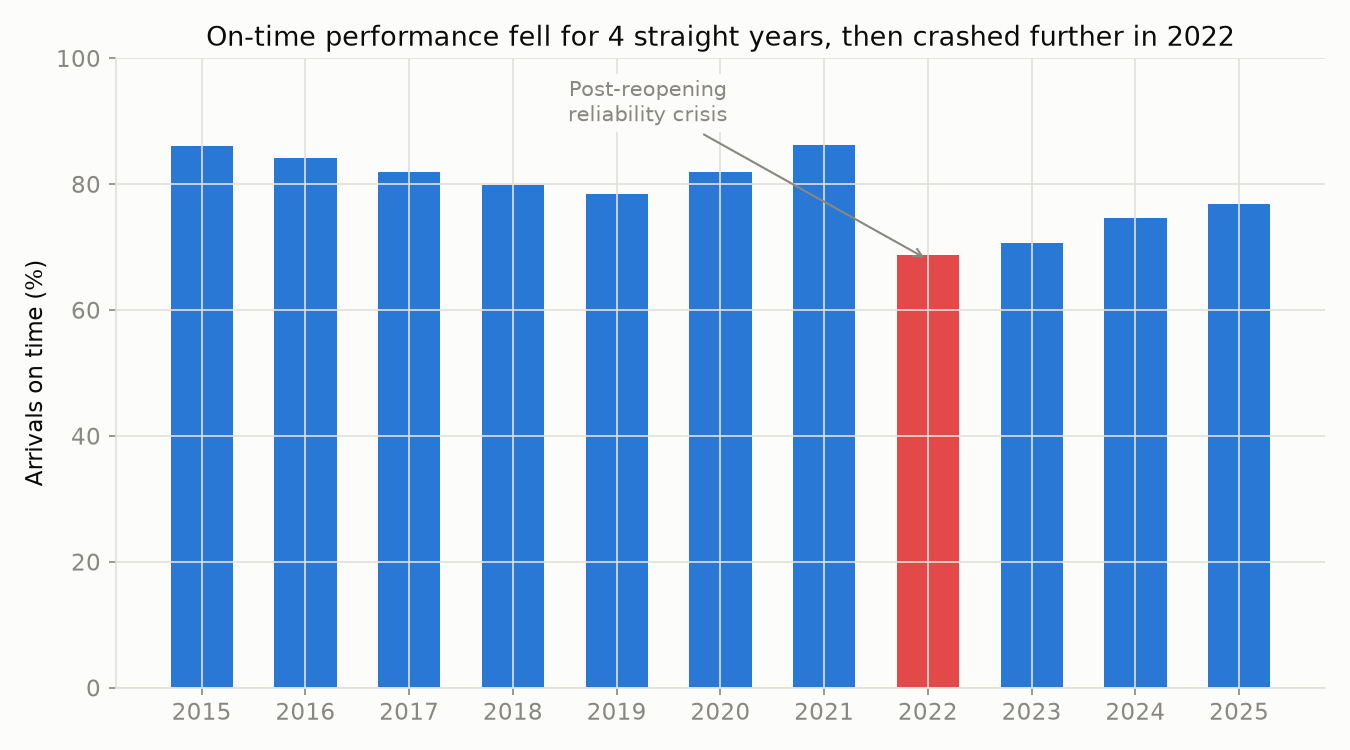 On-time performance fell for 4 straight years, then crashed further in 2022
Post-reopening
reliability crisis
Arrivals on time (%)
100
80
60
40
20
0
2015 2016 2017 2018 2019 2020 2021 2022 2023 2024 2025